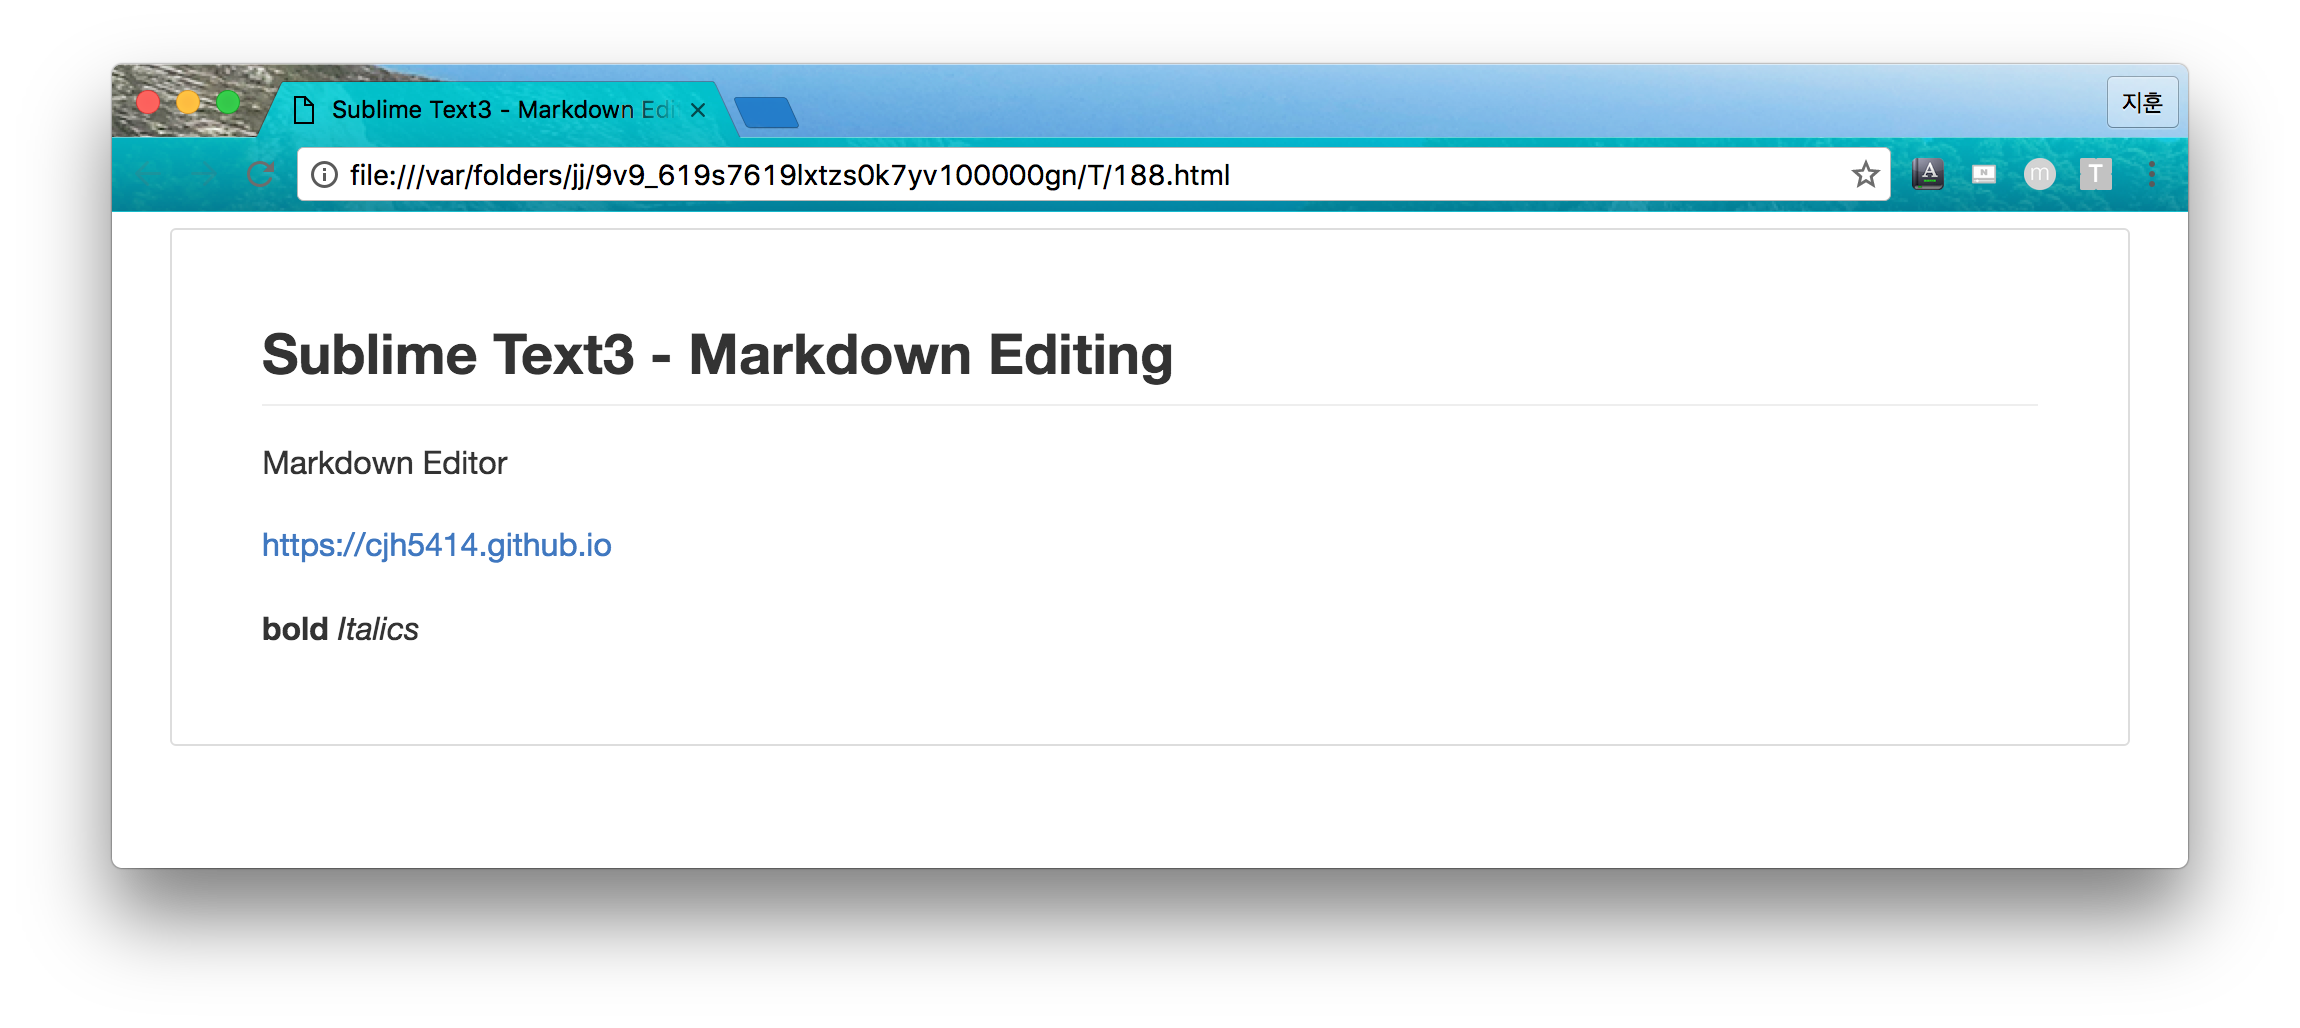 Sublime Text3 - Markdown Edi
지훈
file:///var/folders/jj/9v9_619s7619lxtzs0k7yv100000gn/T/188.html
A
N
m
T
Sublime Text3 - Markdown Editing
Markdown Editor
https://cjh5414.github.io
bold Italics